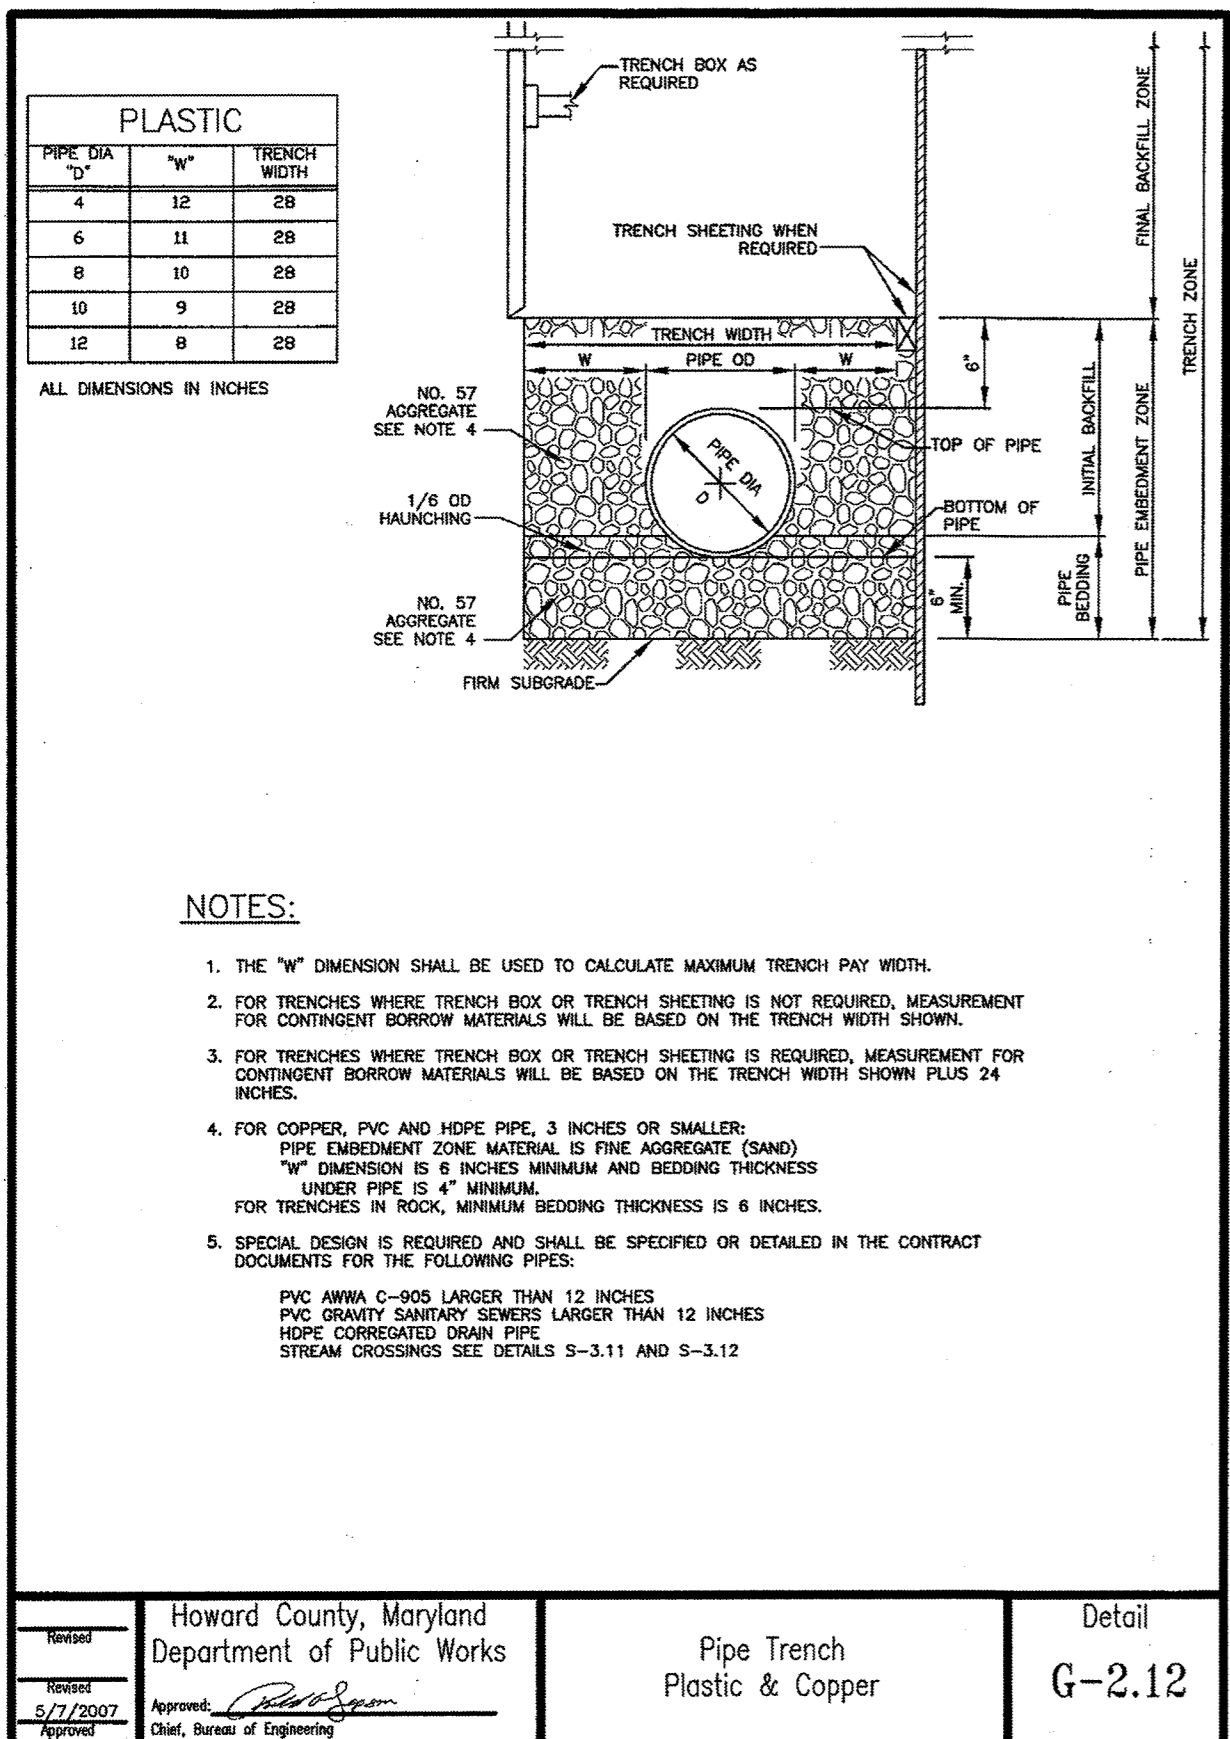 PLASTIC
PIPE DIA "D" "W" TRENCH WIDTH
4 12 28
6 11 28
8 10 28
10 9 28
12 8 28
ALL DIMENSIONS IN INCHES
TRENCH BOX AS
REQUIRED
TRENCH SHEETING WHEN
REQUIRED
TRENCH WIDTH
W PIPE OD W
NO. 57
AGGREGATE
SEE NOTE 4
PIPE DIA
D
1/6 OD
HAUNCHING
NO. 57
AGGREGATE
SEE NOTE 4
FIRM SUBGRADE
6"
TOP OF PIPE
BOTTOM OF
PIPE
6"
MIN.
INITIAL BACKFILL
PIPE
BEDDING
FINAL BACKFILL ZONE
PIPE EMBEDMENT ZONE
TRENCH ZONE
NOTES:
1. THE "W" DIMENSION SHALL BE USED TO CALCULATE MAXIMUM TRENCH PAY WIDTH.
2. FOR TRENCHES WHERE TRENCH BOX OR TRENCH SHEETING IS NOT REQUIRED, MEASUREMENT
FOR CONTINGENT BORROW MATERIALS WILL BE BASED ON THE TRENCH WIDTH SHOWN.
3. FOR TRENCHES WHERE TRENCH BOX OR TRENCH SHEETING IS REQUIRED, MEASUREMENT FOR
CONTINGENT BORROW MATERIALS WILL BE BASED ON THE TRENCH WIDTH SHOWN PLUS 24
INCHES.
4. FOR COPPER, PVC AND HDPE PIPE, 3 INCHES OR SMALLER:
PIPE EMBEDMENT ZONE MATERIAL IS FINE AGGREGATE (SAND)
"W" DIMENSION IS 6 INCHES MINIMUM AND BEDDING THICKNESS
UNDER PIPE IS 4" MINIMUM.
FOR TRENCHES IN ROCK, MINIMUM BEDDING THICKNESS IS 6 INCHES.
5. SPECIAL DESIGN IS REQUIRED AND SHALL BE SPECIFIED OR DETAILED IN THE CONTRACT
DOCUMENTS FOR THE FOLLOWING PIPES:
PVC AWWA C-905 LARGER THAN 12 INCHES
PVC GRAVITY SANITARY SEWERS LARGER THAN 12 INCHES
HDPE CORREGATED DRAIN PIPE
STREAM CROSSINGS SEE DETAILS S-3.11 AND S-3.12
Revised
Revised
5/7/2007
Approved
Howard County, Maryland
Department of Public Works
Approved:
Chief, Bureau of Engineering
Pipe Trench
Plastic & Copper
Detail
G-2.12